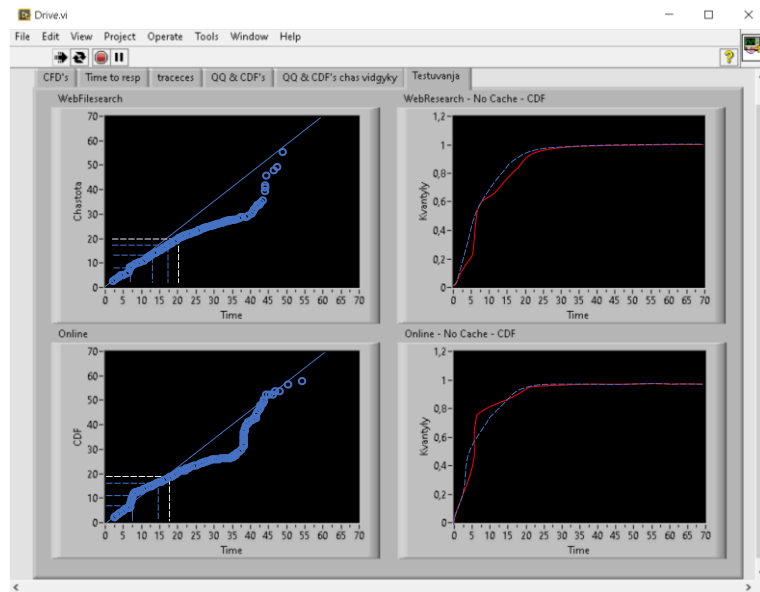 Drive.vi
File Edit View Project Operate Tools Window Help
CFD's Time to resp traceces QQ & CDF's QQ & CDF's chas vidgyky Testuvanja
WebFilesearch
70
60
50
40
30
20
10
0
Chastota
0 5 10 15 20 25 30 35 40 45 50 55 60 65 70
Time
WebResearch - No Cache - CDF
1,2
1
0,8
0,6
0,4
0,2
0
Kvantyły
0 5 10 15 20 25 30 35 40 45 50 55 60 65 70
Time
Online
70
60
50
40
30
20
10
0
CDF
0 5 10 15 20 25 30 35 40 45 50 55 60 65 70
Time
Online - No Cache - CDF
1,2
1
0,8
0,6
0,4
0,2
0
Kvantyły
0 5 10 15 20 25 30 35 40 45 50 55 60 65 70
Time